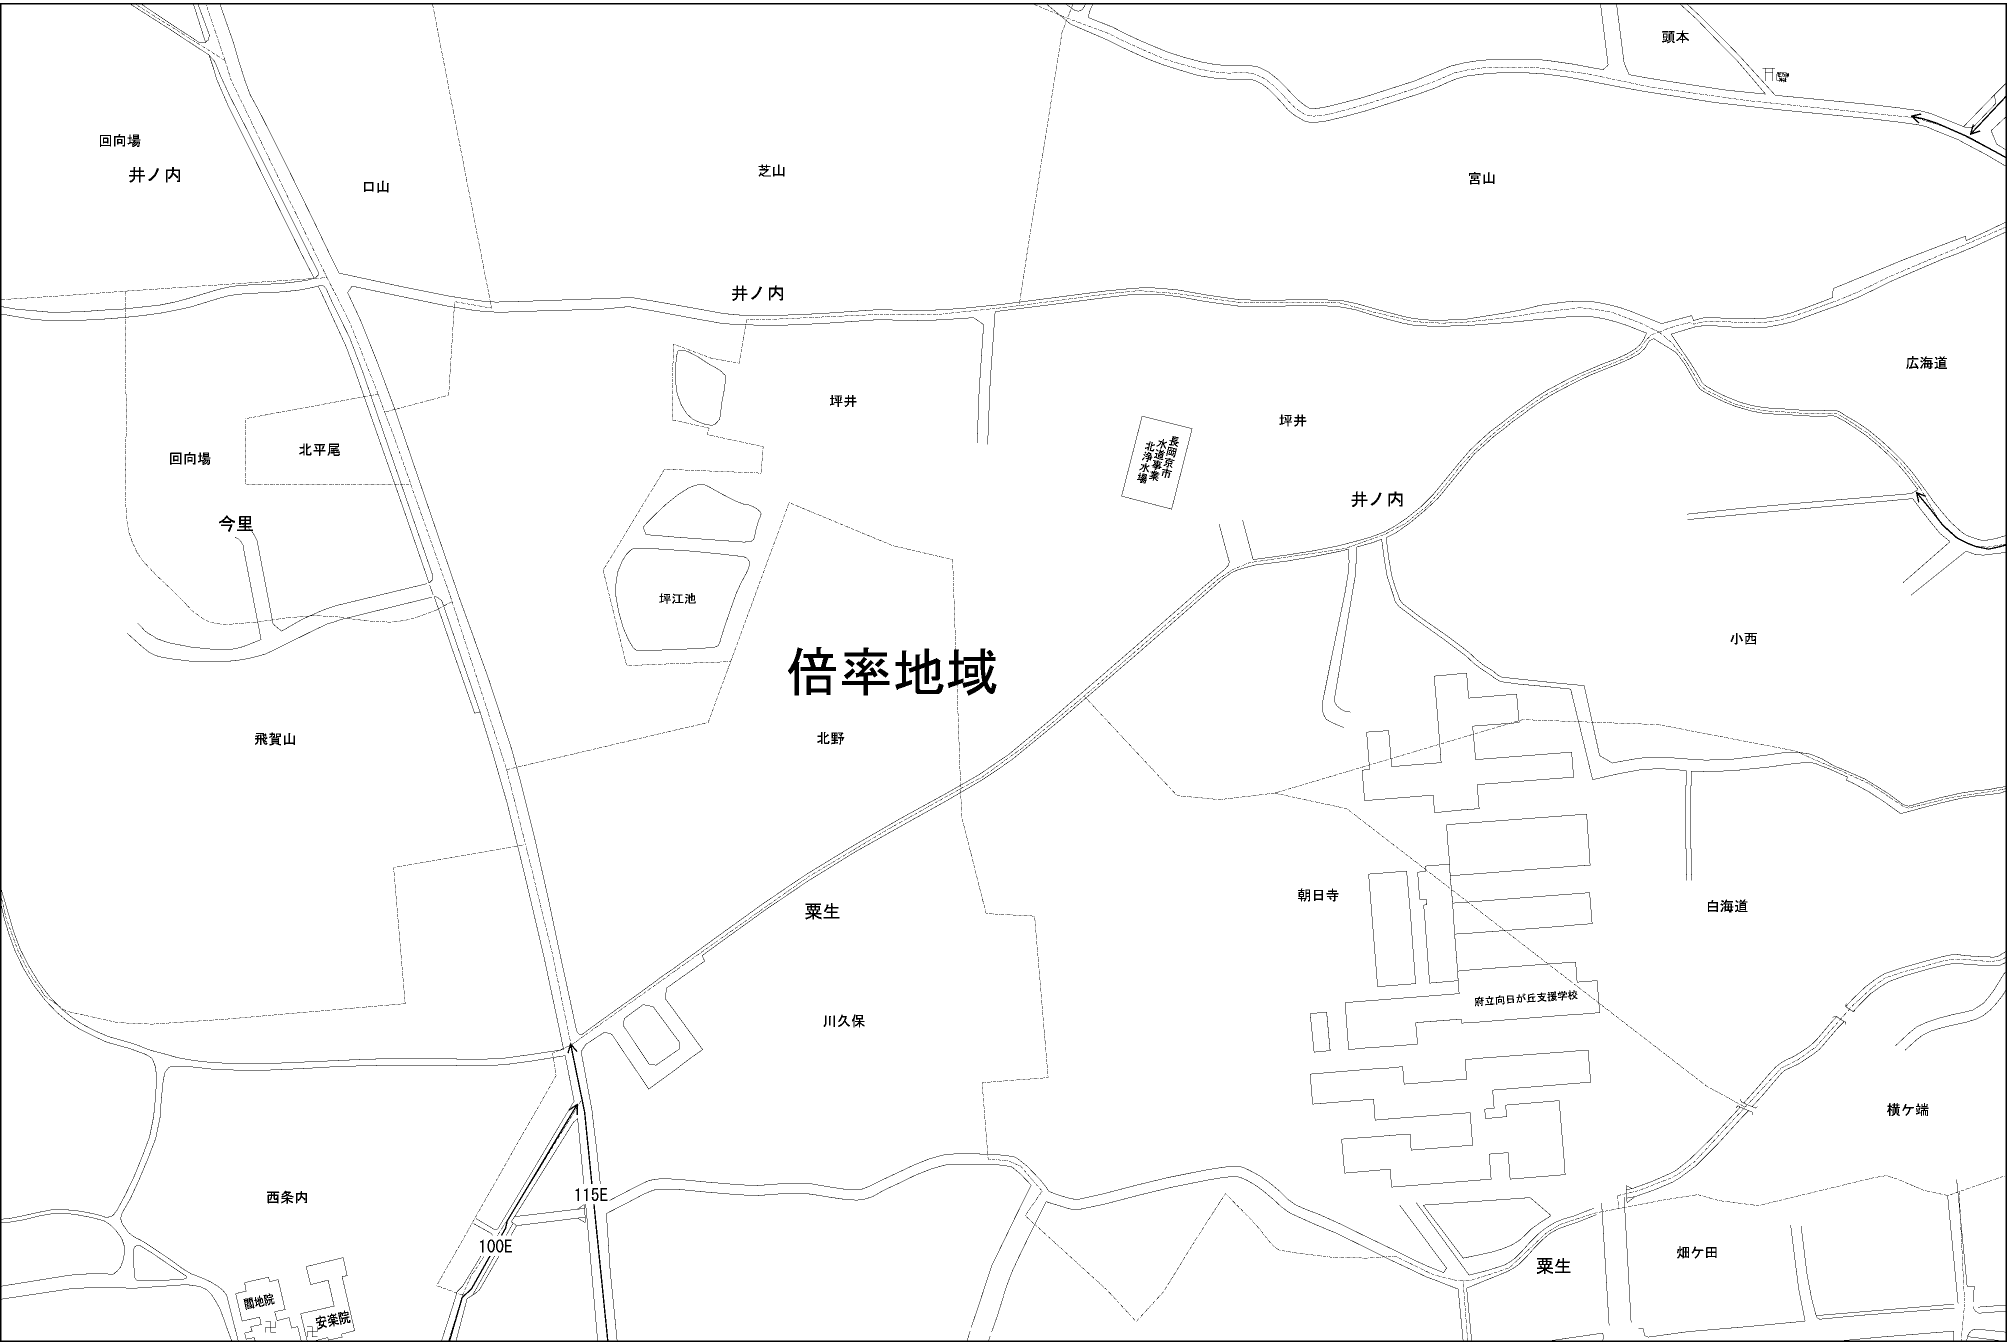 頭本
回向場
井ノ内
口山
芝山
宮山
井ノ内
広海道
坪井
坪井
長岡京市
水道事業
北浄水場
北平尾
回向場
井ノ内
今里
坪江池
小西
倍率地域
飛賀山
北野
朝日寺
白海道
粟生
府立向日が丘支援学校
川久保
横ケ端
西条内
115E
100E
畑ケ田
粟生
閻地院
安楽院